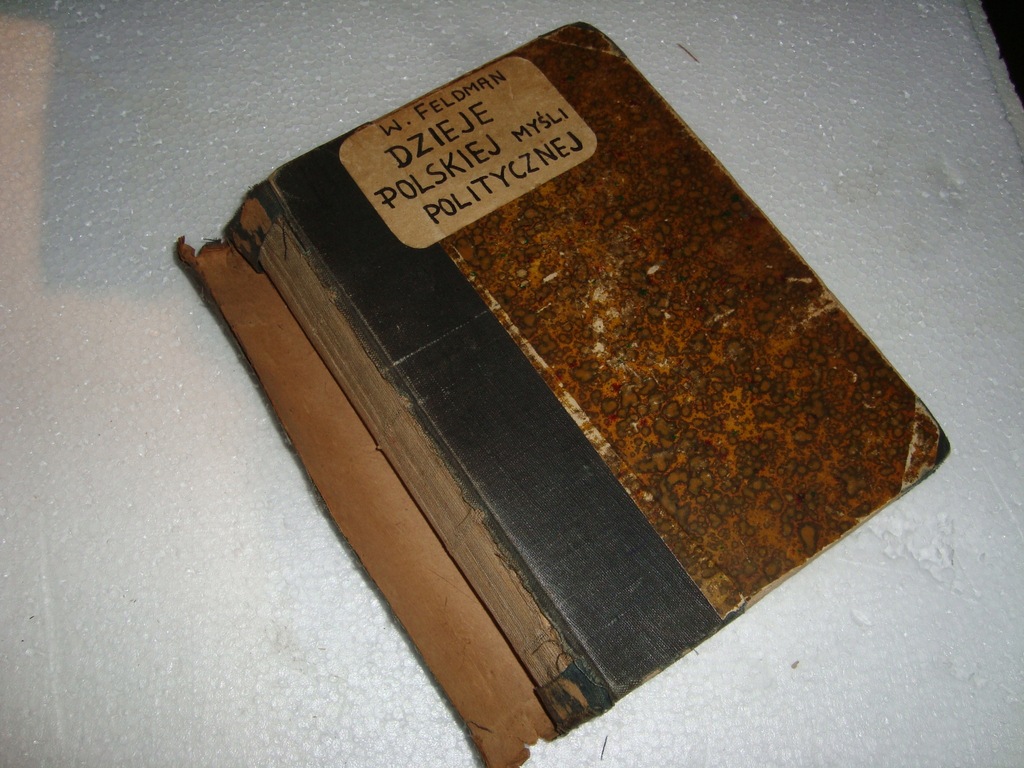 W. FELDMAN
DZIEJE
POLSKIEJ MYŚLI
POLITYCZNEJ